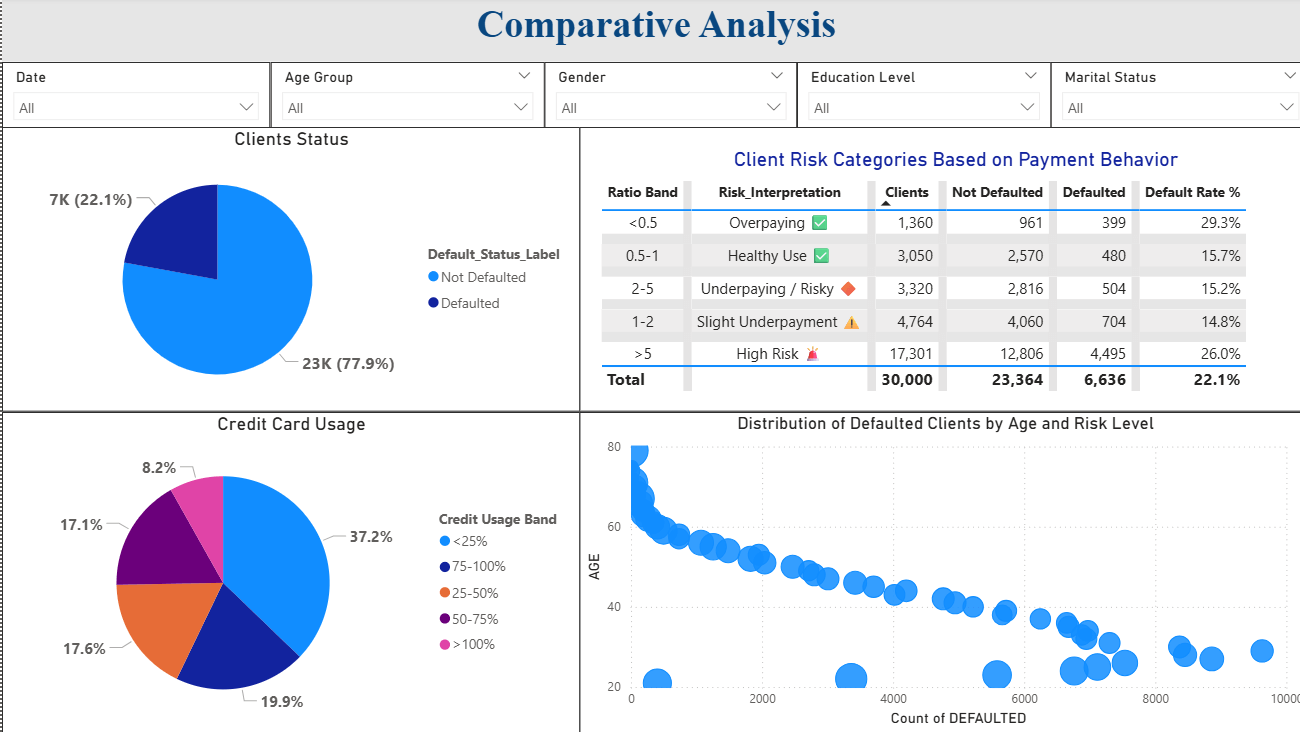 Comparative Analysis
Date
Age Group
Gender
Education Level
Marital Status
All
All
All
All
All
Clients Status
7K (22.1%)
23K (77.9%)
Default_Status_Label
Not Defaulted
Defaulted
Client Risk Categories Based on Payment Behavior
Ratio Band Risk_Interpretation Clients Not Defaulted Defaulted Default Rate %
<0.5 Overpaying ✅ 1,360 961 399 29.3%
0.5-1 Healthy Use ✅ 3,050 2,570 480 15.7%
2-5 Underpaying / Risky ♦️ 3,320 2,816 504 15.2%
1-2 Slight Underpayment ⚠️ 4,764 4,060 704 14.8%
>5 High Risk 🚨 17,301 12,806 4,495 26.0%
Total 30,000 23,364 6,636 22.1%
Credit Card Usage
8.2%
17.1%
37.2%
17.6%
19.9%
Credit Usage Band
<25%
75-100%
25-50%
50-75%
>100%
Distribution of Defaulted Clients by Age and Risk Level
80
60
40
20
AGE
0 2000 4000 6000 8000 10000
Count of DEFAULTED